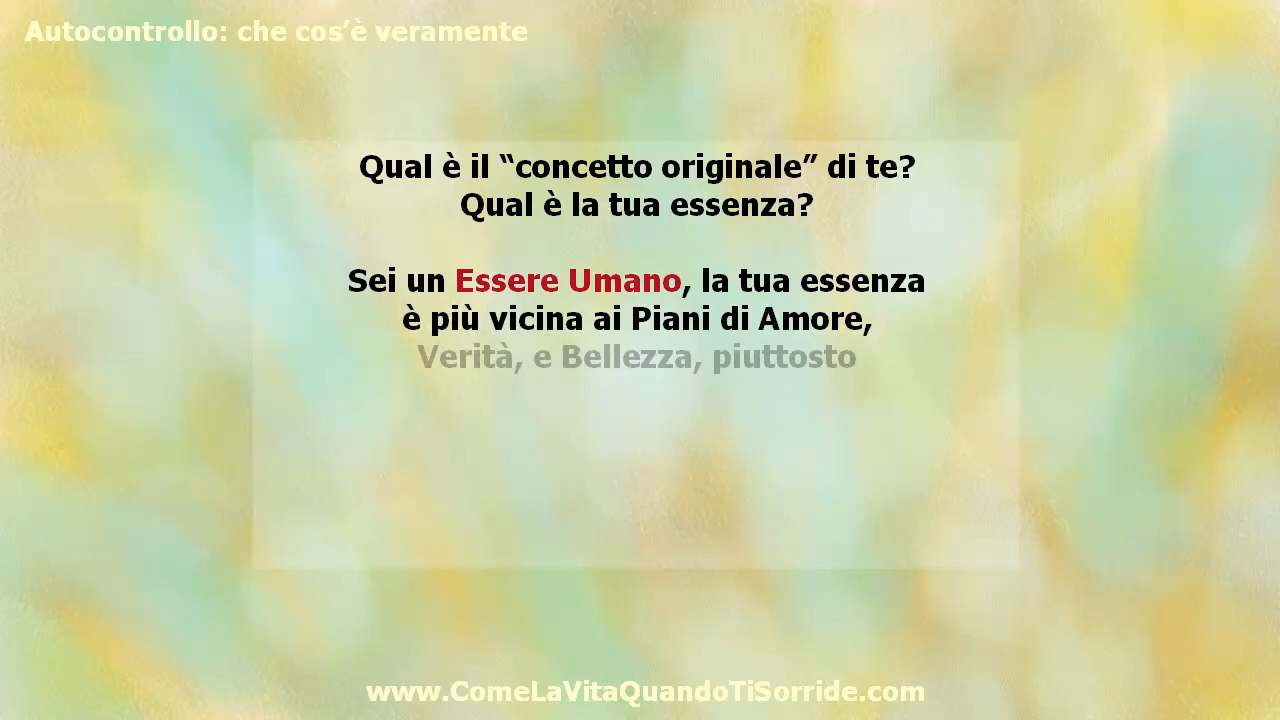 Autocontrollo: che cos’è veramente
Qual è il “concetto originale” di te?
Qual è la tua essenza?
Sei un Essere Umano, la tua essenza
è più vicina ai Piani di Amore,
Verità, e Bellezza, piuttosto
www.ComeLaVitaQuandoTiSorride.com